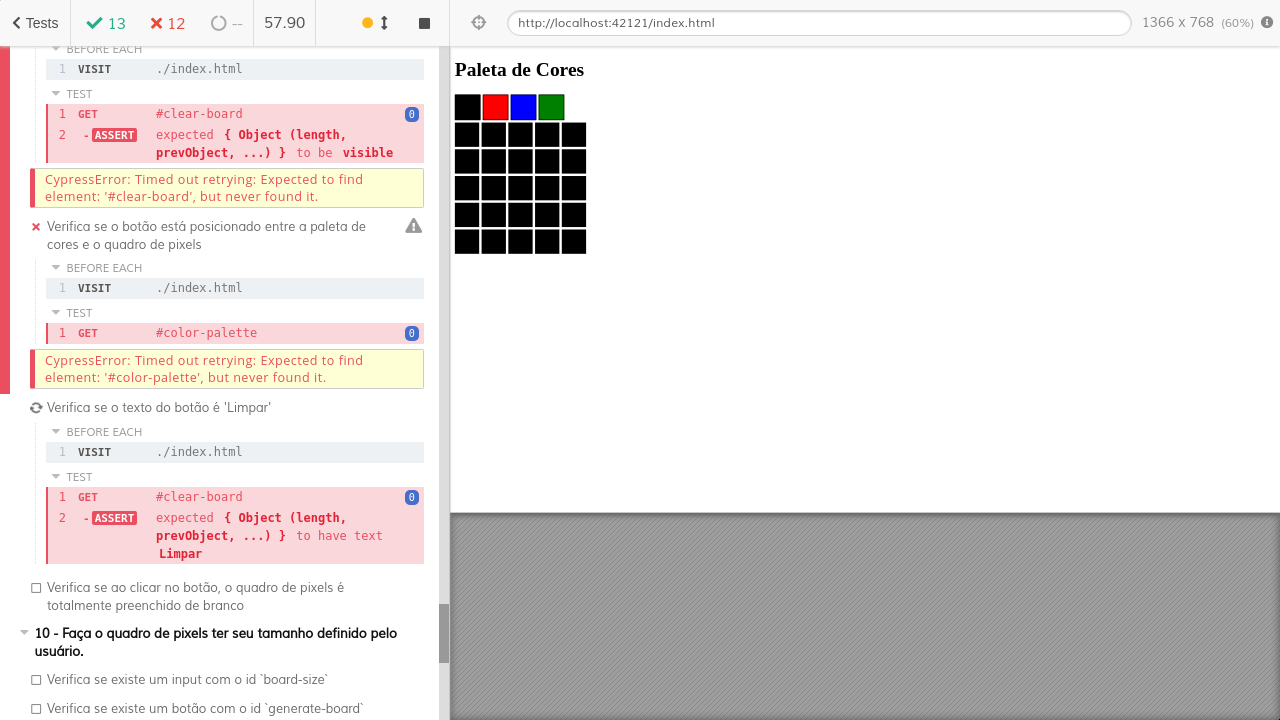 Tests 13 12 -- 57.90 http://localhost:42121/index.html 1366 x 768 (60%)
BEFORE EACH
1 VISIT ./index.html
TEST
1 GET #clear-board 0
2 -ASSERT expected { Object (length,
prevObject, ...) } to be visible
CypressError: Timed out retrying: Expected to find
element: '#clear-board', but never found it.
Verifica se o botão está posicionado entre a paleta de
cores e o quadro de pixels
BEFORE EACH
1 VISIT ./index.html
TEST
1 GET #color-palette 0
CypressError: Timed out retrying: Expected to find
element: '#color-palette', but never found it.
Verifica se o texto do botão é 'Limpar'
BEFORE EACH
1 VISIT ./index.html
TEST
1 GET #clear-board 0
2 -ASSERT expected { Object (length,
prevObject, ...) } to have text
Limpar
Verifica se ao clicar no botão, o quadro de pixels é
totalmente preenchido de branco
10 - Faça o quadro de pixels ter seu tamanho definido pelo
usuário.
Verifica se existe um input com o id `board-size`
Verifica se existe um botão com o id `generate-board`
Paleta de Cores